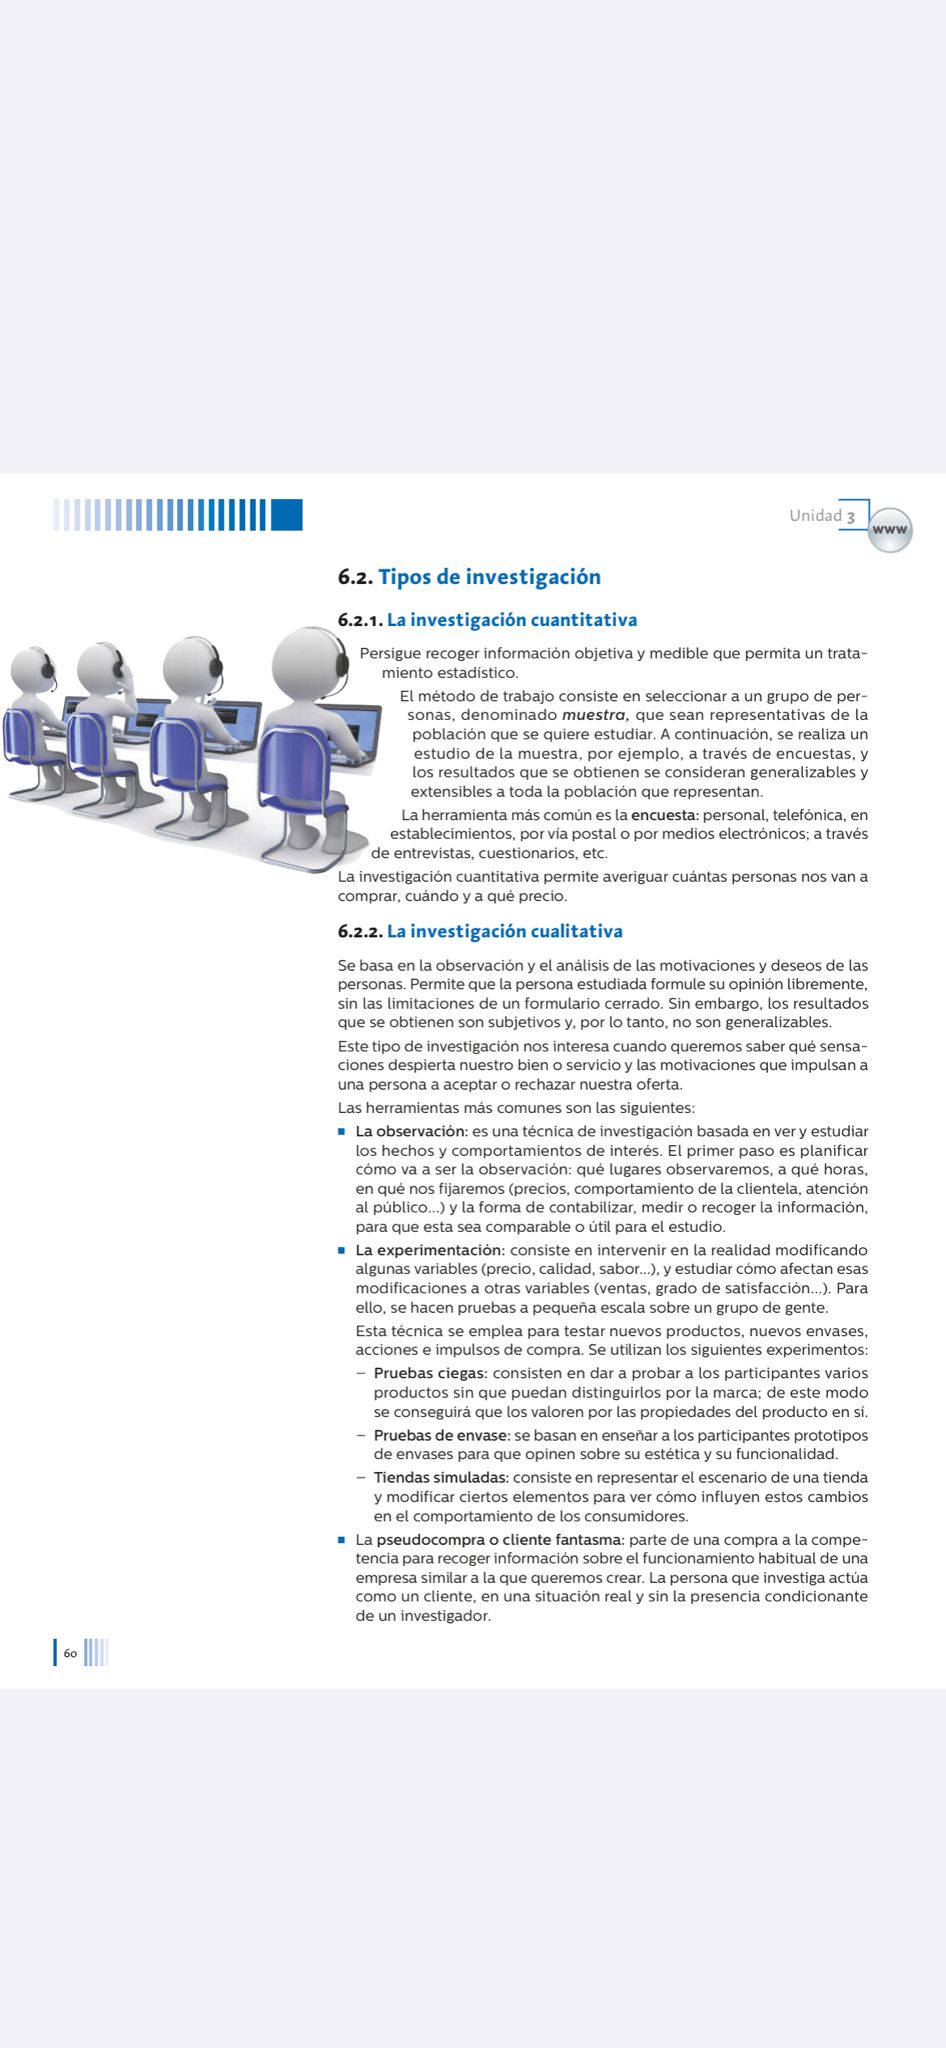 Unidad 3
www
6.2. Tipos de investigación
6.2.1. La investigación cuantitativa
Persigue recoger información objetiva y medible que permita un trata-
miento estadístico.
El método de trabajo consiste en seleccionar a un grupo de per-
sonas, denominado muestra, que sean representativas de la
población que se quiere estudiar. A continuación, se realiza un
estudio de la muestra, por ejemplo, a través de encuestas, y
los resultados que se obtienen se consideran generalizables y
extensibles a toda la población que representan.
La herramienta más común es la encuesta: personal, telefónica, en
establecimientos, por vía postal o por medios electrónicos; a través
de entrevistas, cuestionarios, etc.
La investigación cuantitativa permite averiguar cuántas personas nos van a
comprar, cuándo y a qué precio.
6.2.2. La investigación cualitativa
Se basa en la observación y el análisis de las motivaciones y deseos de las
personas. Permite que la persona estudiada formule su opinión libremente,
sin las limitaciones de un formulario cerrado. Sin embargo, los resultados
que se obtienen son subjetivos y, por lo tanto, no son generalizables.
Este tipo de investigación nos interesa cuando queremos saber qué sensa-
ciones despierta nuestro bien o servicio y las motivaciones que impulsan a
una persona a aceptar o rechazar nuestra oferta.
Las herramientas más comunes son las siguientes:
■ La observación: es una técnica de investigación basada en ver y estudiar
los hechos y comportamientos de interés. El primer paso es planificar
cómo va a ser la observación: qué lugares observaremos, a qué horas,
en qué nos fijaremos (precios, comportamiento de la clientela, atención
al público...) y la forma de contabilizar, medir o recoger la información,
para que esta sea comparable o útil para el estudio.
■ La experimentación: consiste en intervenir en la realidad modificando
algunas variables (precio, calidad, sabor...), y estudiar cómo afectan esas
modificaciones a otras variables (ventas, grado de satisfacción...). Para
ello, se hacen pruebas a pequeña escala sobre un grupo de gente.
Esta técnica se emplea para testar nuevos productos, nuevos envases,
acciones e impulsos de compra. Se utilizan los siguientes experimentos:
– Pruebas ciegas: consisten en dar a probar a los participantes varios
productos sin que puedan distinguirlos por la marca; de este modo
se conseguirá que los valoren por las propiedades del producto en sí.
– Pruebas de envase: se basan en enseñar a los participantes prototipos
de envases para que opinen sobre su estética y su funcionalidad.
– Tiendas simuladas: consiste en representar el escenario de una tienda
y modificar ciertos elementos para ver cómo influyen estos cambios
en el comportamiento de los consumidores.
■ La pseudocompra o cliente fantasma: parte de una compra a la compe-
tencia para recoger información sobre el funcionamiento habitual de una
empresa similar a la que queremos crear. La persona que investiga actúa
como un cliente, en una situación real y sin la presencia condicionante
de un investigador.
60